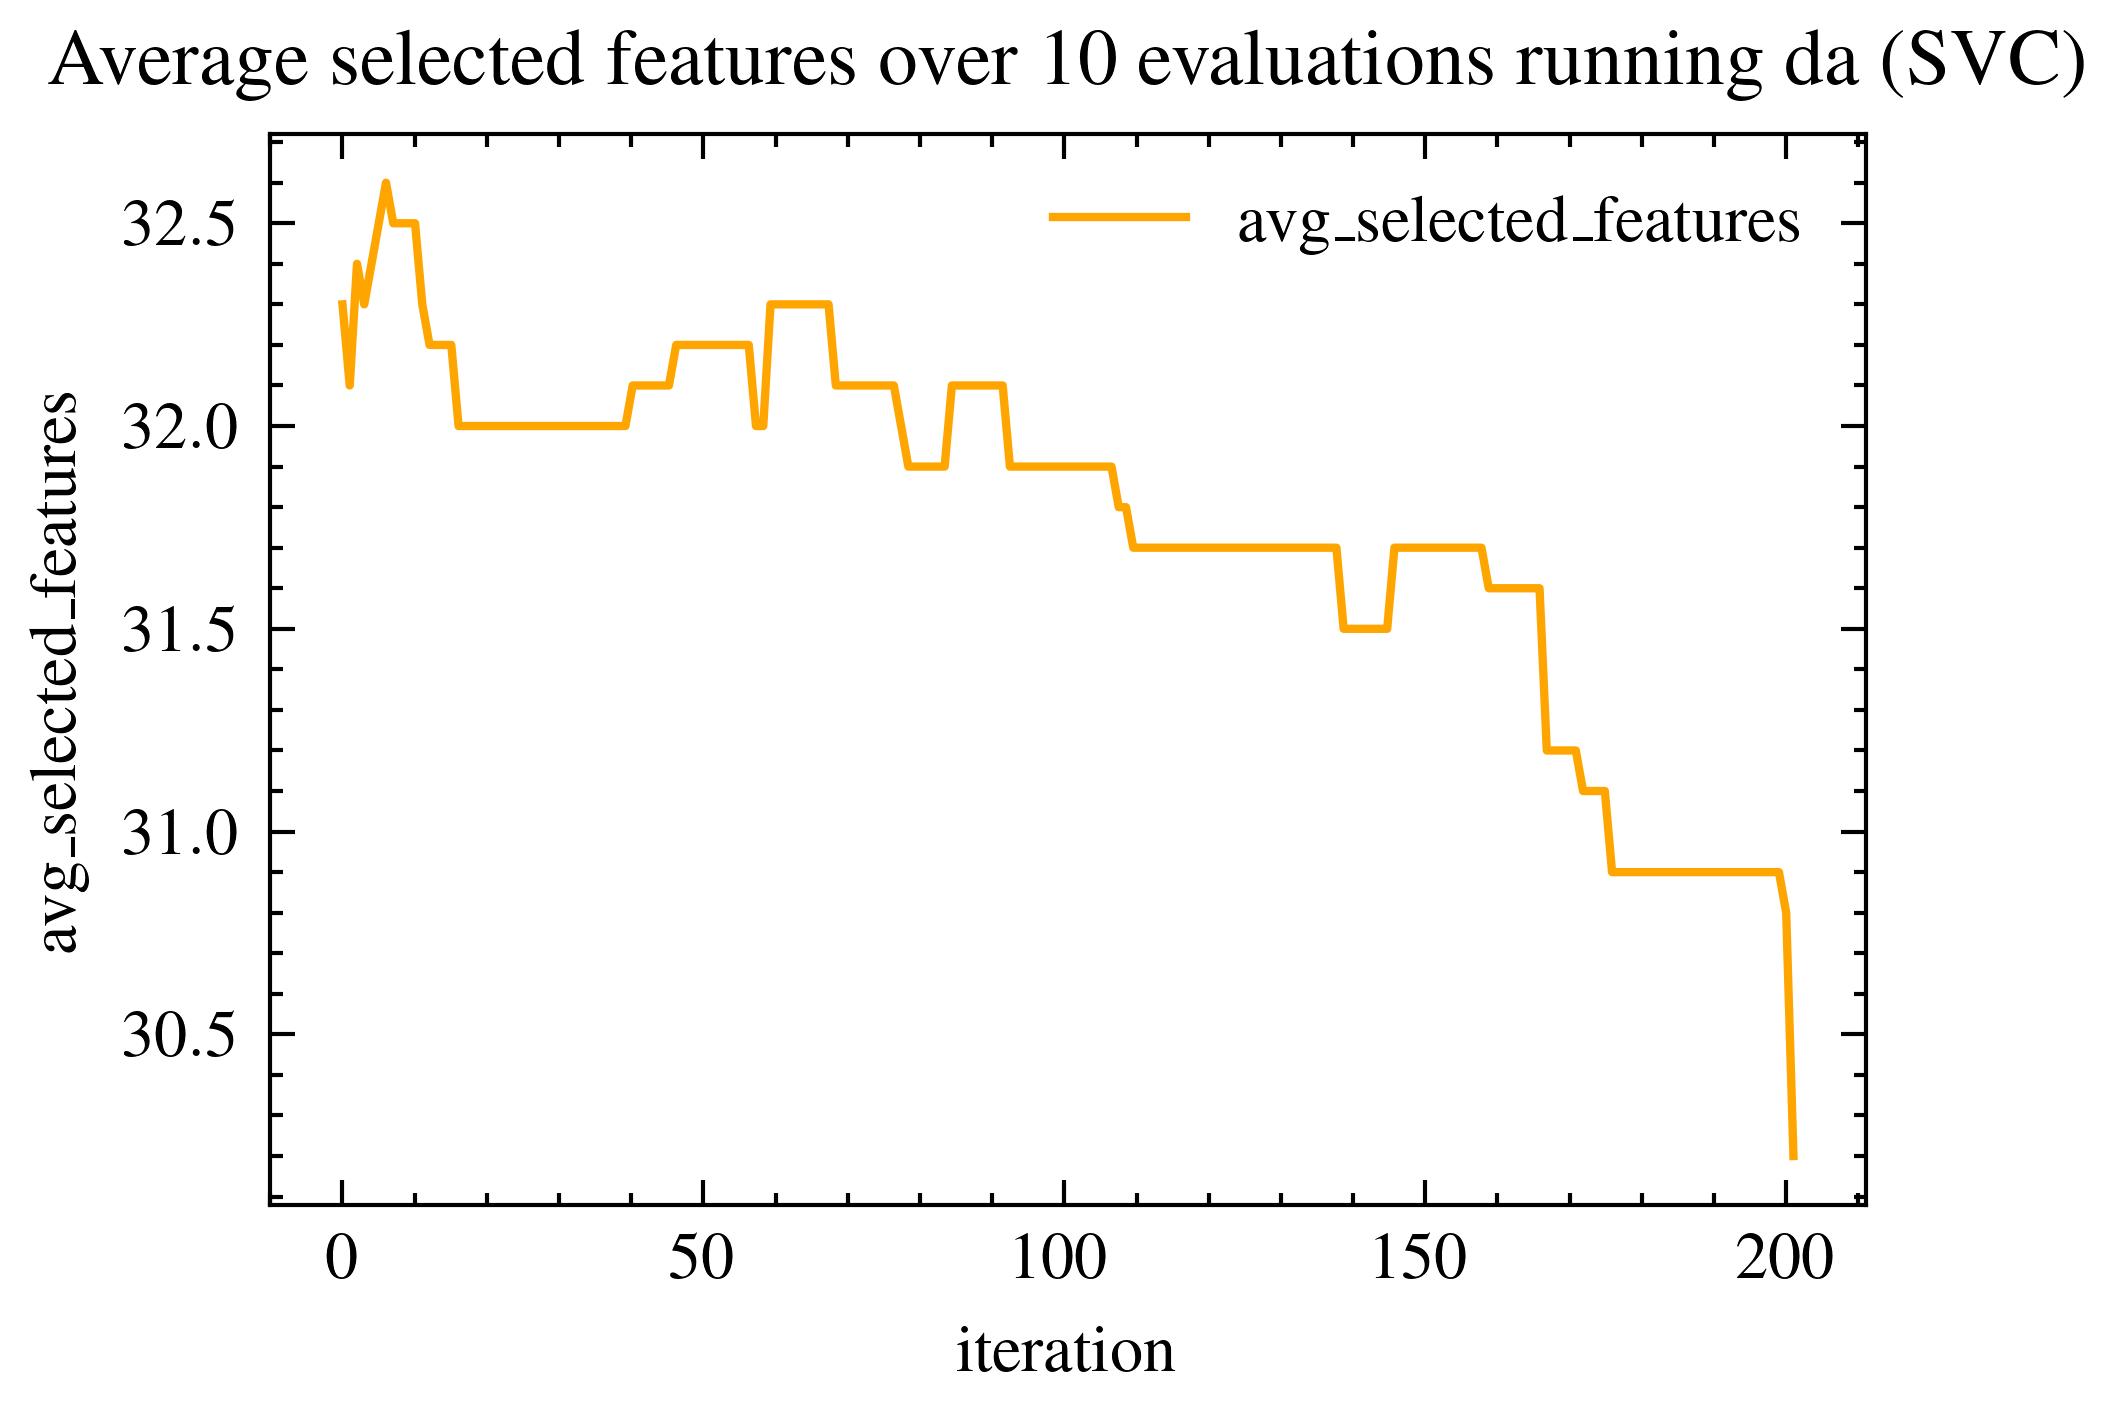 Average selected features over 10 evaluations running da (SVC)
avg_selected_features
avg_selected_features
32.5
32.0
31.5
31.0
30.5
0 50 100 150 200
iteration